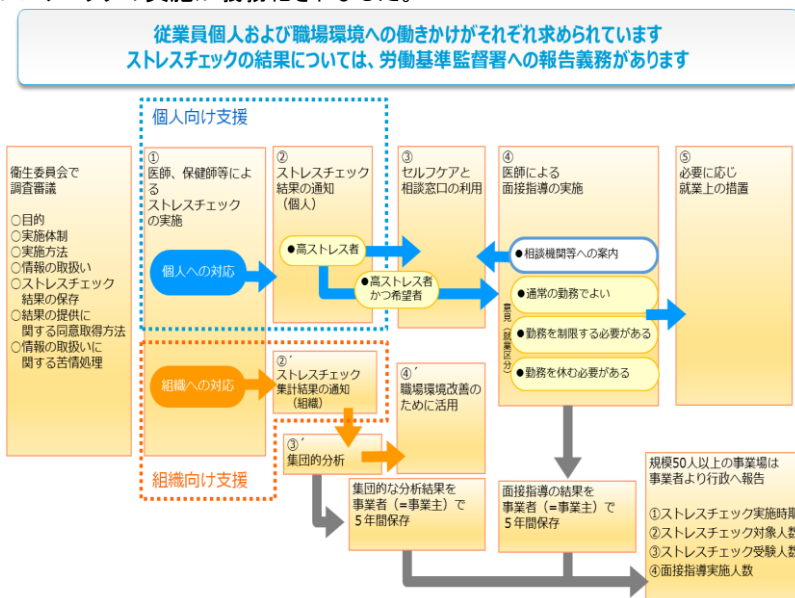 の実施が義務化されました。
従業員個人および職場環境への働きかけがそれぞれ求められています
ストレスチェックの結果については、労働基準監督署への報告義務があります
個人向け支援
衛生委員会で
調査審議
○目的
○実施体制
○実施方法
○情報の取扱い
○ストレスチェック
結果の保存
○結果の提供に
関する同意取得方法
○情報の取扱いに
関する苦情処理
①
医師、保健師等によ
る
ストレスチェック
の実施
個人への対応
②
ストレスチェック
結果の通知
（個人）
●高ストレス者
●高ストレス者
かつ希望者
③
セルフケアと
相談窓口の利用
④
医師による
面接指導の実施
●相談機関等への案内
意見（就業区分）
●通常の勤務でよい
●勤務を制限する必要がある
●勤務を休む必要がある
⑤
必要に応じ
就業上の措置
組織への対応
②´
ストレスチェック
集計結果の通知
（組織）
③´
集団的分析
④´
職場環境改善の
ために活用
組織向け支援
集団的な分析結果を
事業者（=事業主）で
５年間保存
面接指導の結果を
事業者（=事業主）で
５年間保存
規模50人以上の事業場は
事業者より行政へ報告
①ストレスチェック実施時期
②ストレスチェック対象人数
③ストレスチェック受験人数
④面接指導実施人数